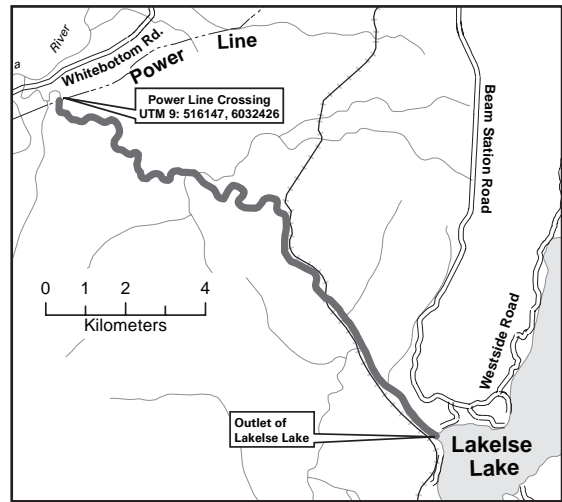 a
River
Whitebottom Rd.
Power Line
Power Line Crossing
UTM 9: 516147, 6032426
Beam Station Road
0 2 4
Kilometers
Westside Road
Outlet of
Lakelse Lake
Lakelse
Lake